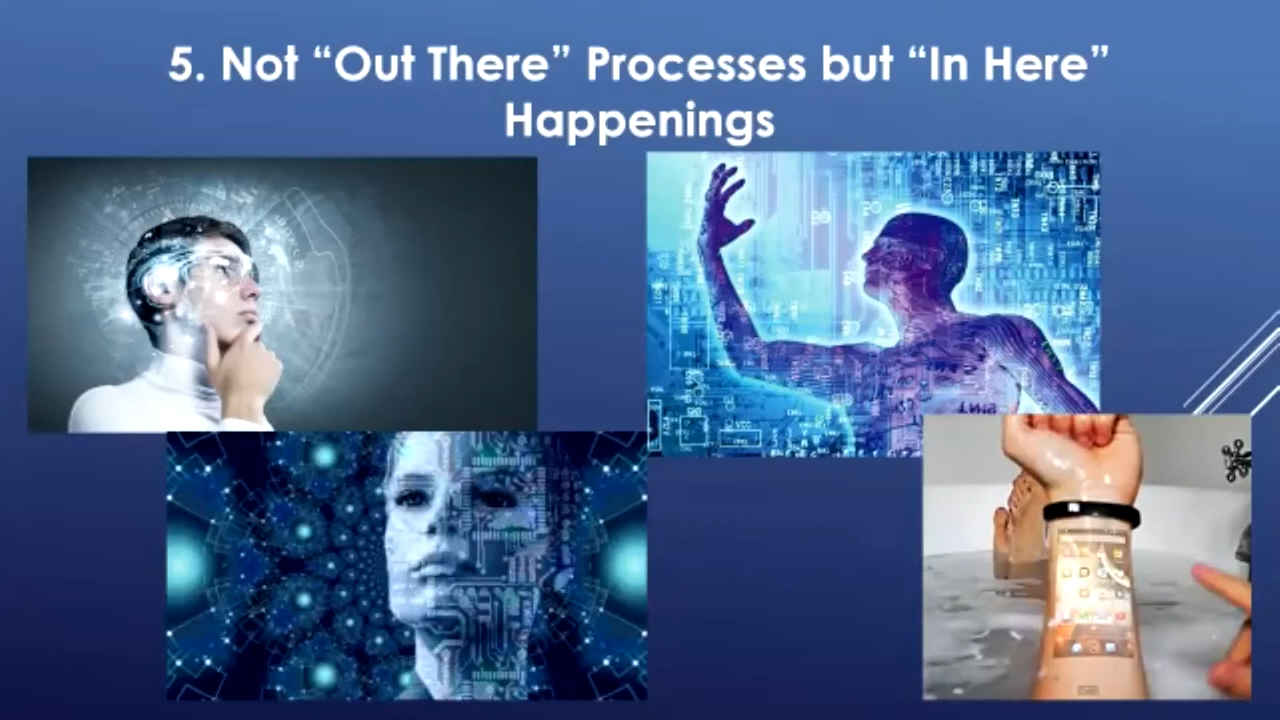 5. Not “Out There” Processes but “In Here”
Happenings